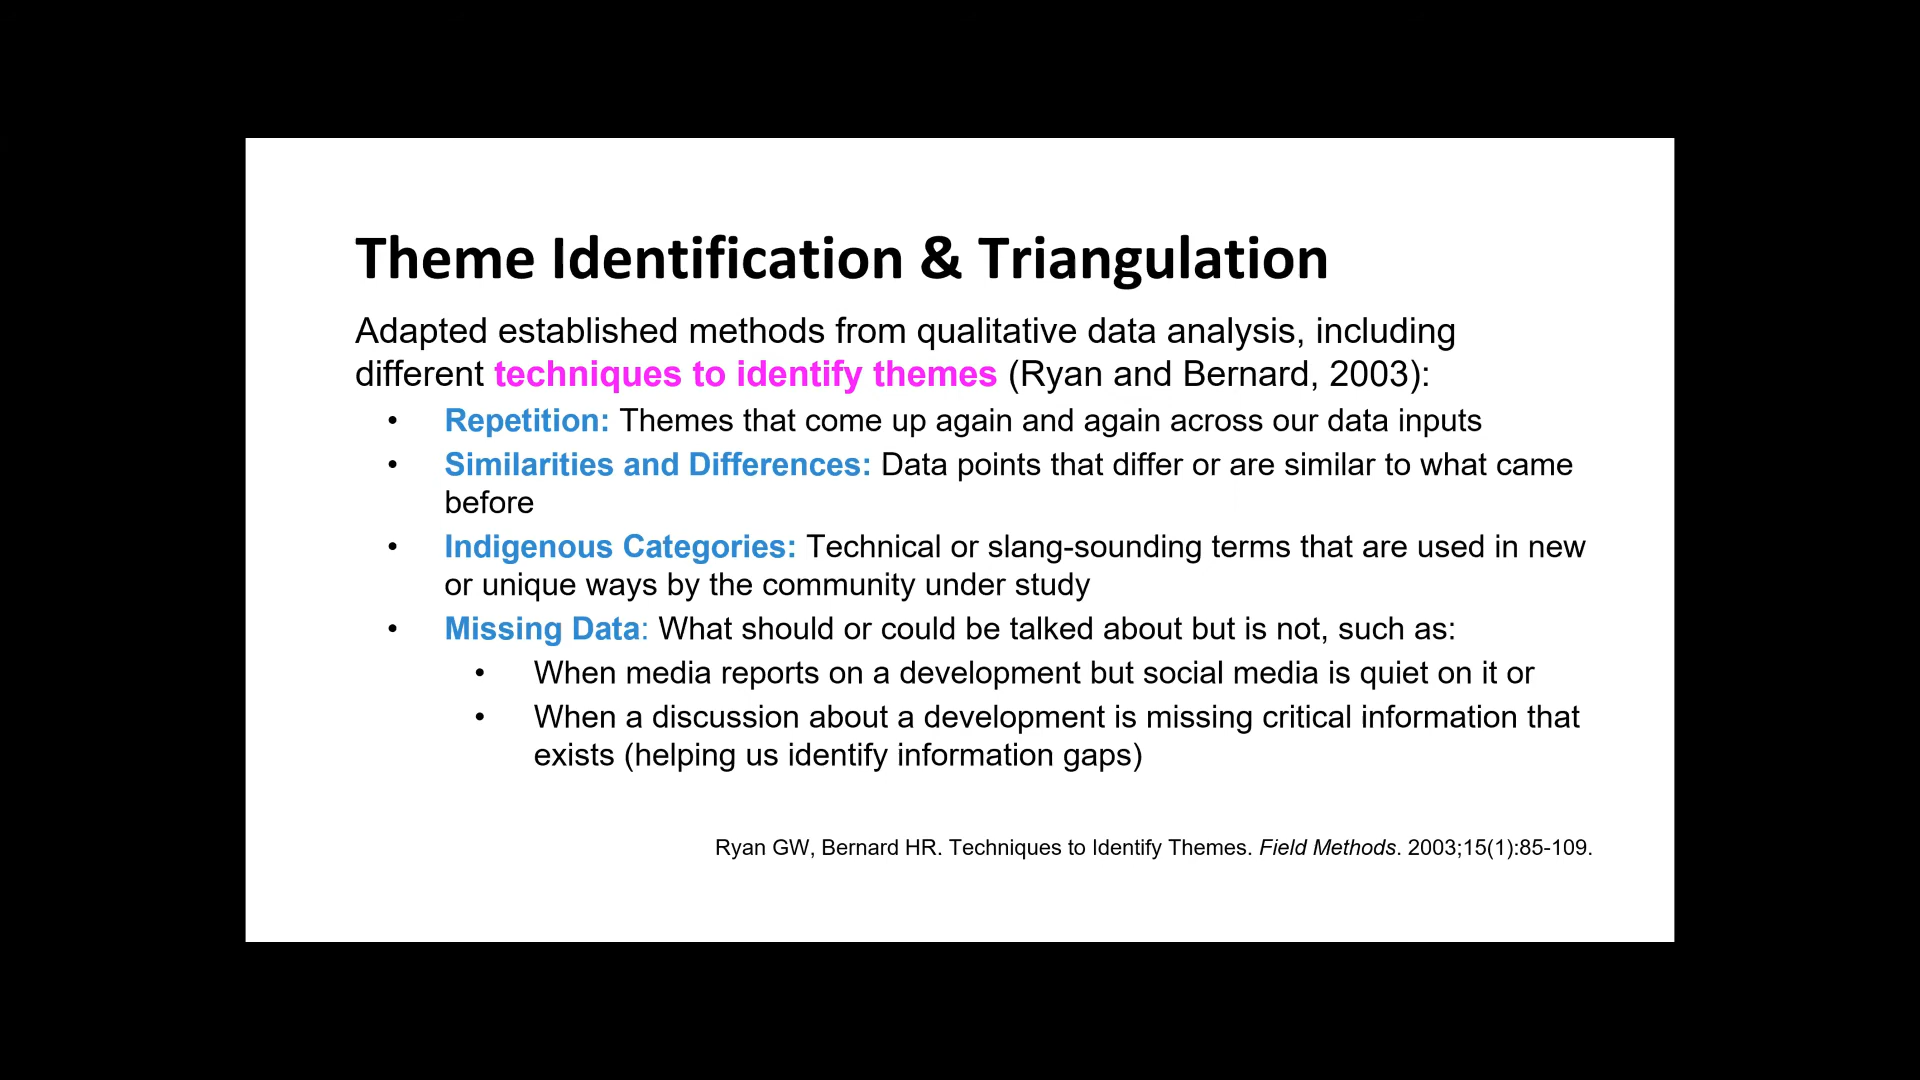 Theme Identification & Triangulation
Adapted established methods from qualitative data analysis, including
different techniques to identify themes (Ryan and Bernard, 2003):
• Repetition: Themes that come up again and again across our data inputs
• Similarities and Differences: Data points that differ or are similar to what came
before
• Indigenous Categories: Technical or slang-sounding terms that are used in new
or unique ways by the community under study
• Missing Data: What should or could be talked about but is not, such as:
• When media reports on a development but social media is quiet on it or
• When a discussion about a development is missing critical information that
exists (helping us identify information gaps)
Ryan GW, Bernard HR. Techniques to Identify Themes. Field Methods. 2003;15(1):85-109.